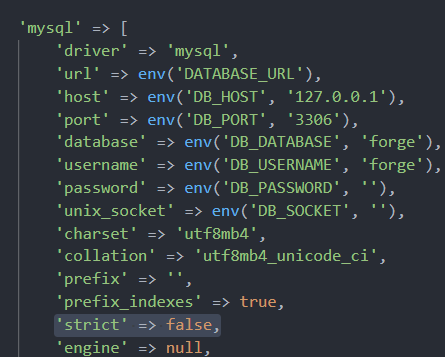 'mysql' => [
'driver' => 'mysql',
'url' => env('DATABASE_URL'),
'host' => env('DB_HOST', '127.0.0.1'),
'port' => env('DB_PORT', '3306'),
'database' => env('DB_DATABASE', 'forge'),
'username' => env('DB_USERNAME', 'forge'),
'password' => env('DB_PASSWORD', ''),
'unix_socket' => env('DB_SOCKET', ''),
'charset' => 'utf8mb4',
'collation' => 'utf8mb4_unicode_ci',
'prefix' => '',
'prefix_indexes' => true,
'strict' => false,
'engine' => null,